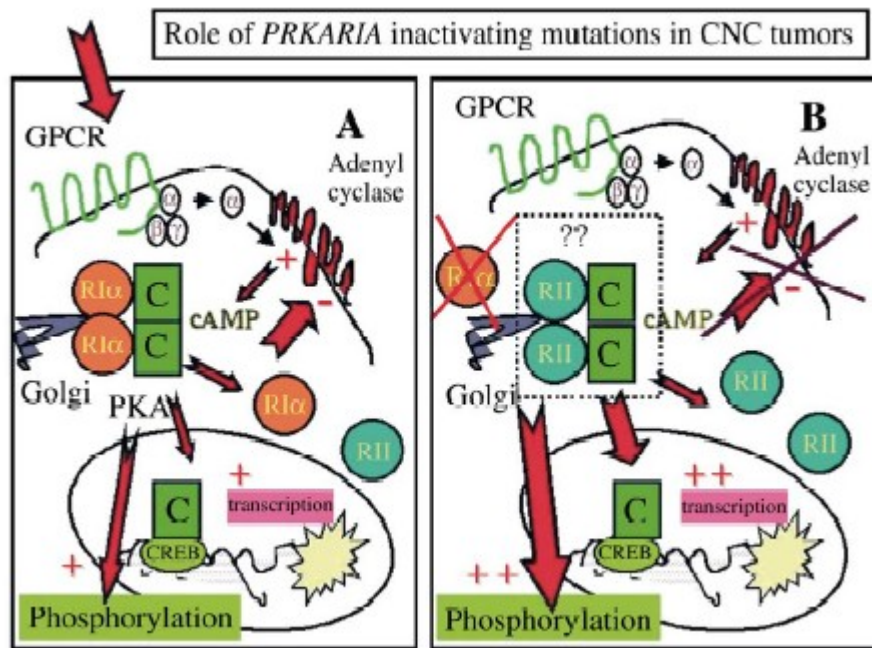 Role of PRKARIA inactivating mutations in CNC tumors
A
GPCR
Adenyl
cyclase
α
α
β γ
+
RIα
C
cAMP
-
RIα
C
Golgi
PKA
RIα
RII
+
transcription
C
CREB
+
Phosphorylation
B
GPCR
Adenyl
cyclase
α
α
β γ
??
+
RIα
RII
C
cAMP
-
RII
C
Golgi
RII
RII
++
transcription
C
CREB
++
Phosphorylation